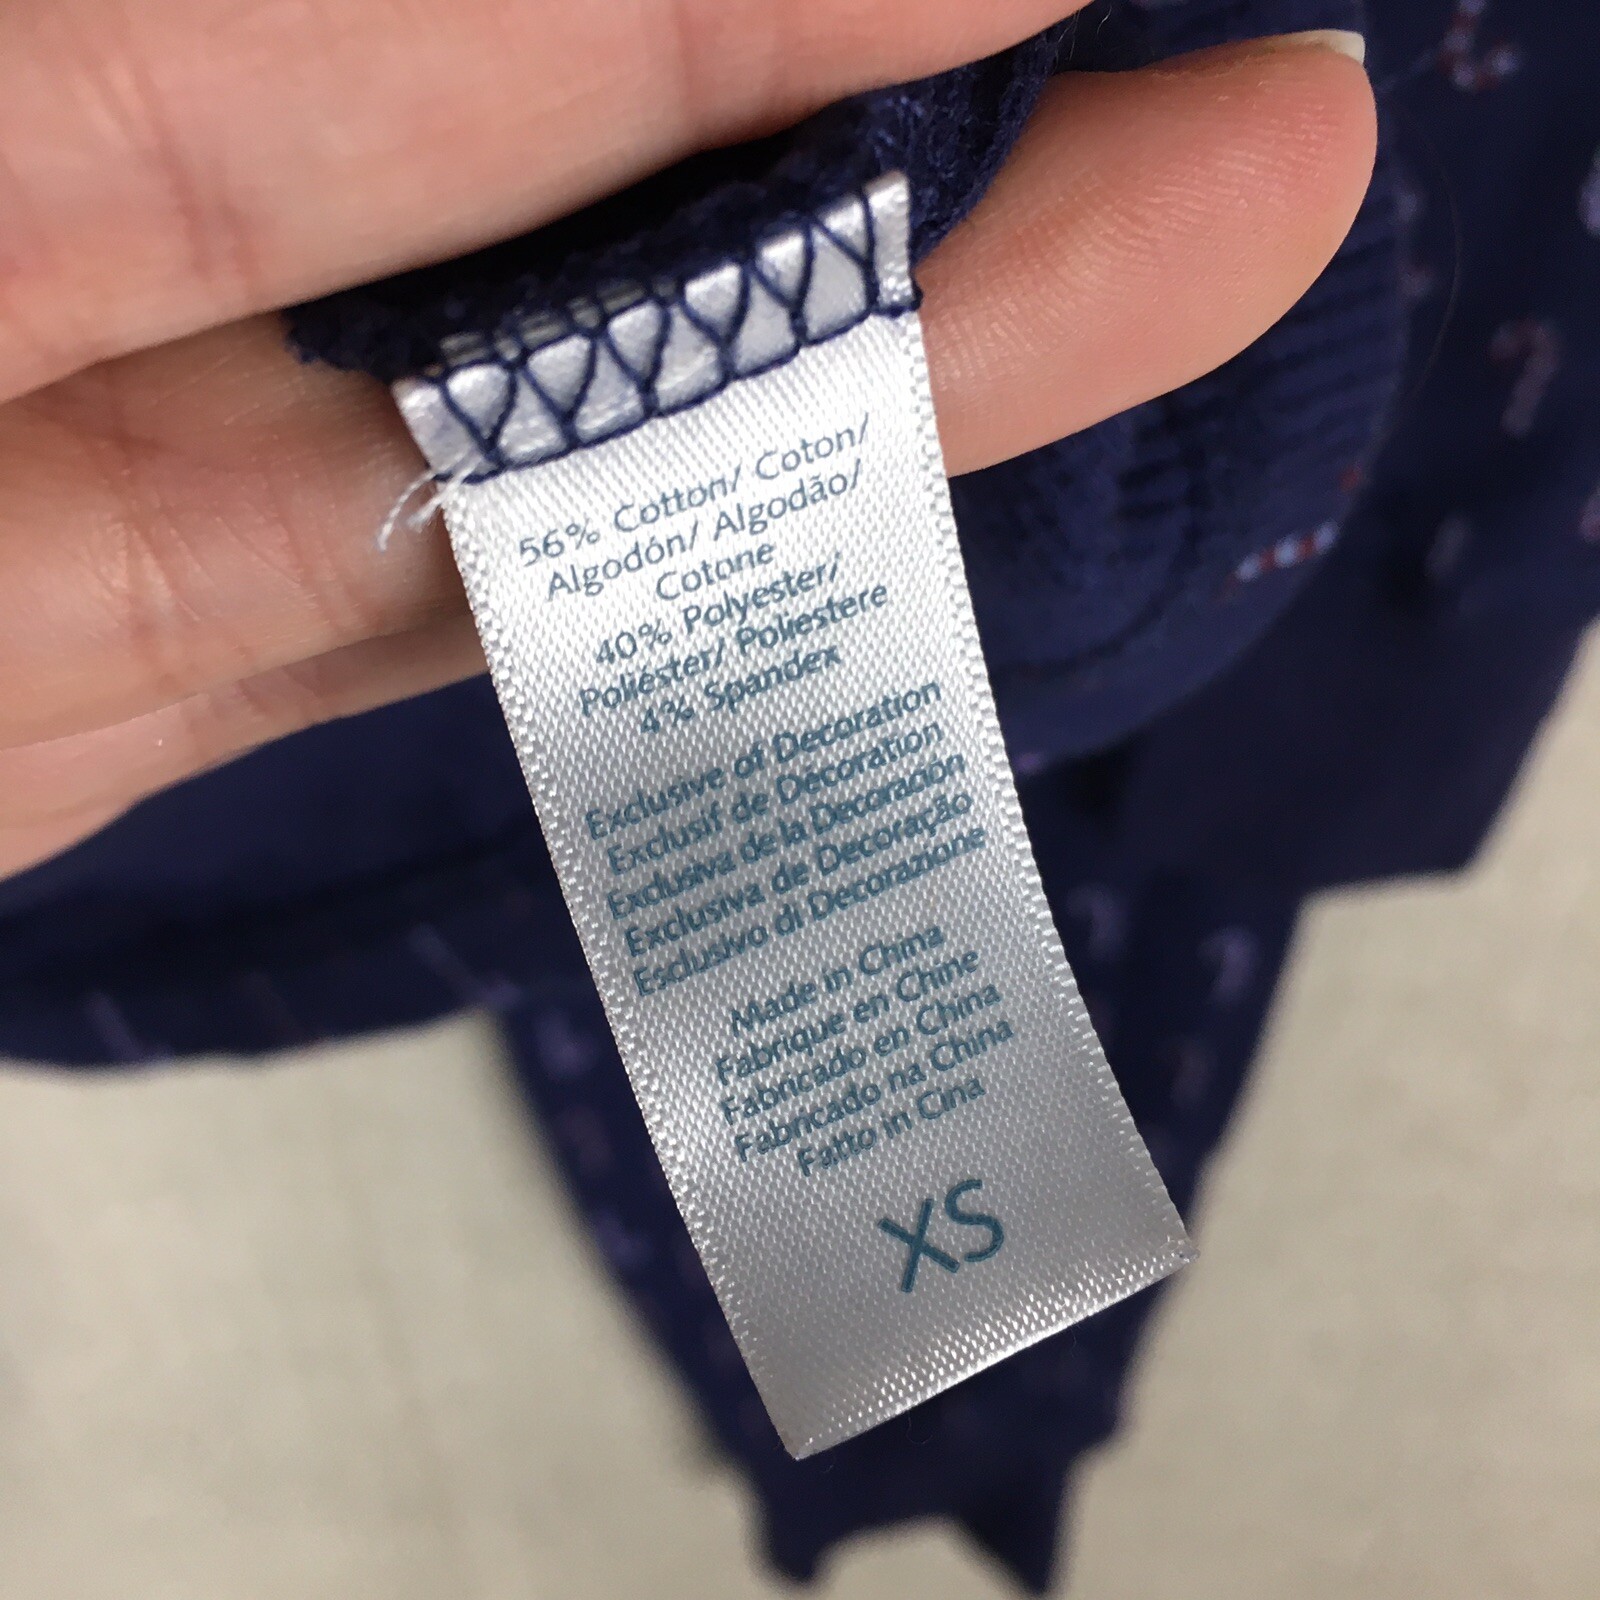 56% Cotton/ Coton/
Algodón/ Algodão/
Cotone
40% Polyester/
Poliéster/ Poliestere
4% Spandex
Exclusive of Decoration
Exclusif de Décoration
Exclusiva de la Decoración
Exclusiva de Decoração
Esclusivo di Decorazione
Made in China
Fabrique en Chine
Fabricado en China
Fabricado na China
Fatto in Cina
XS